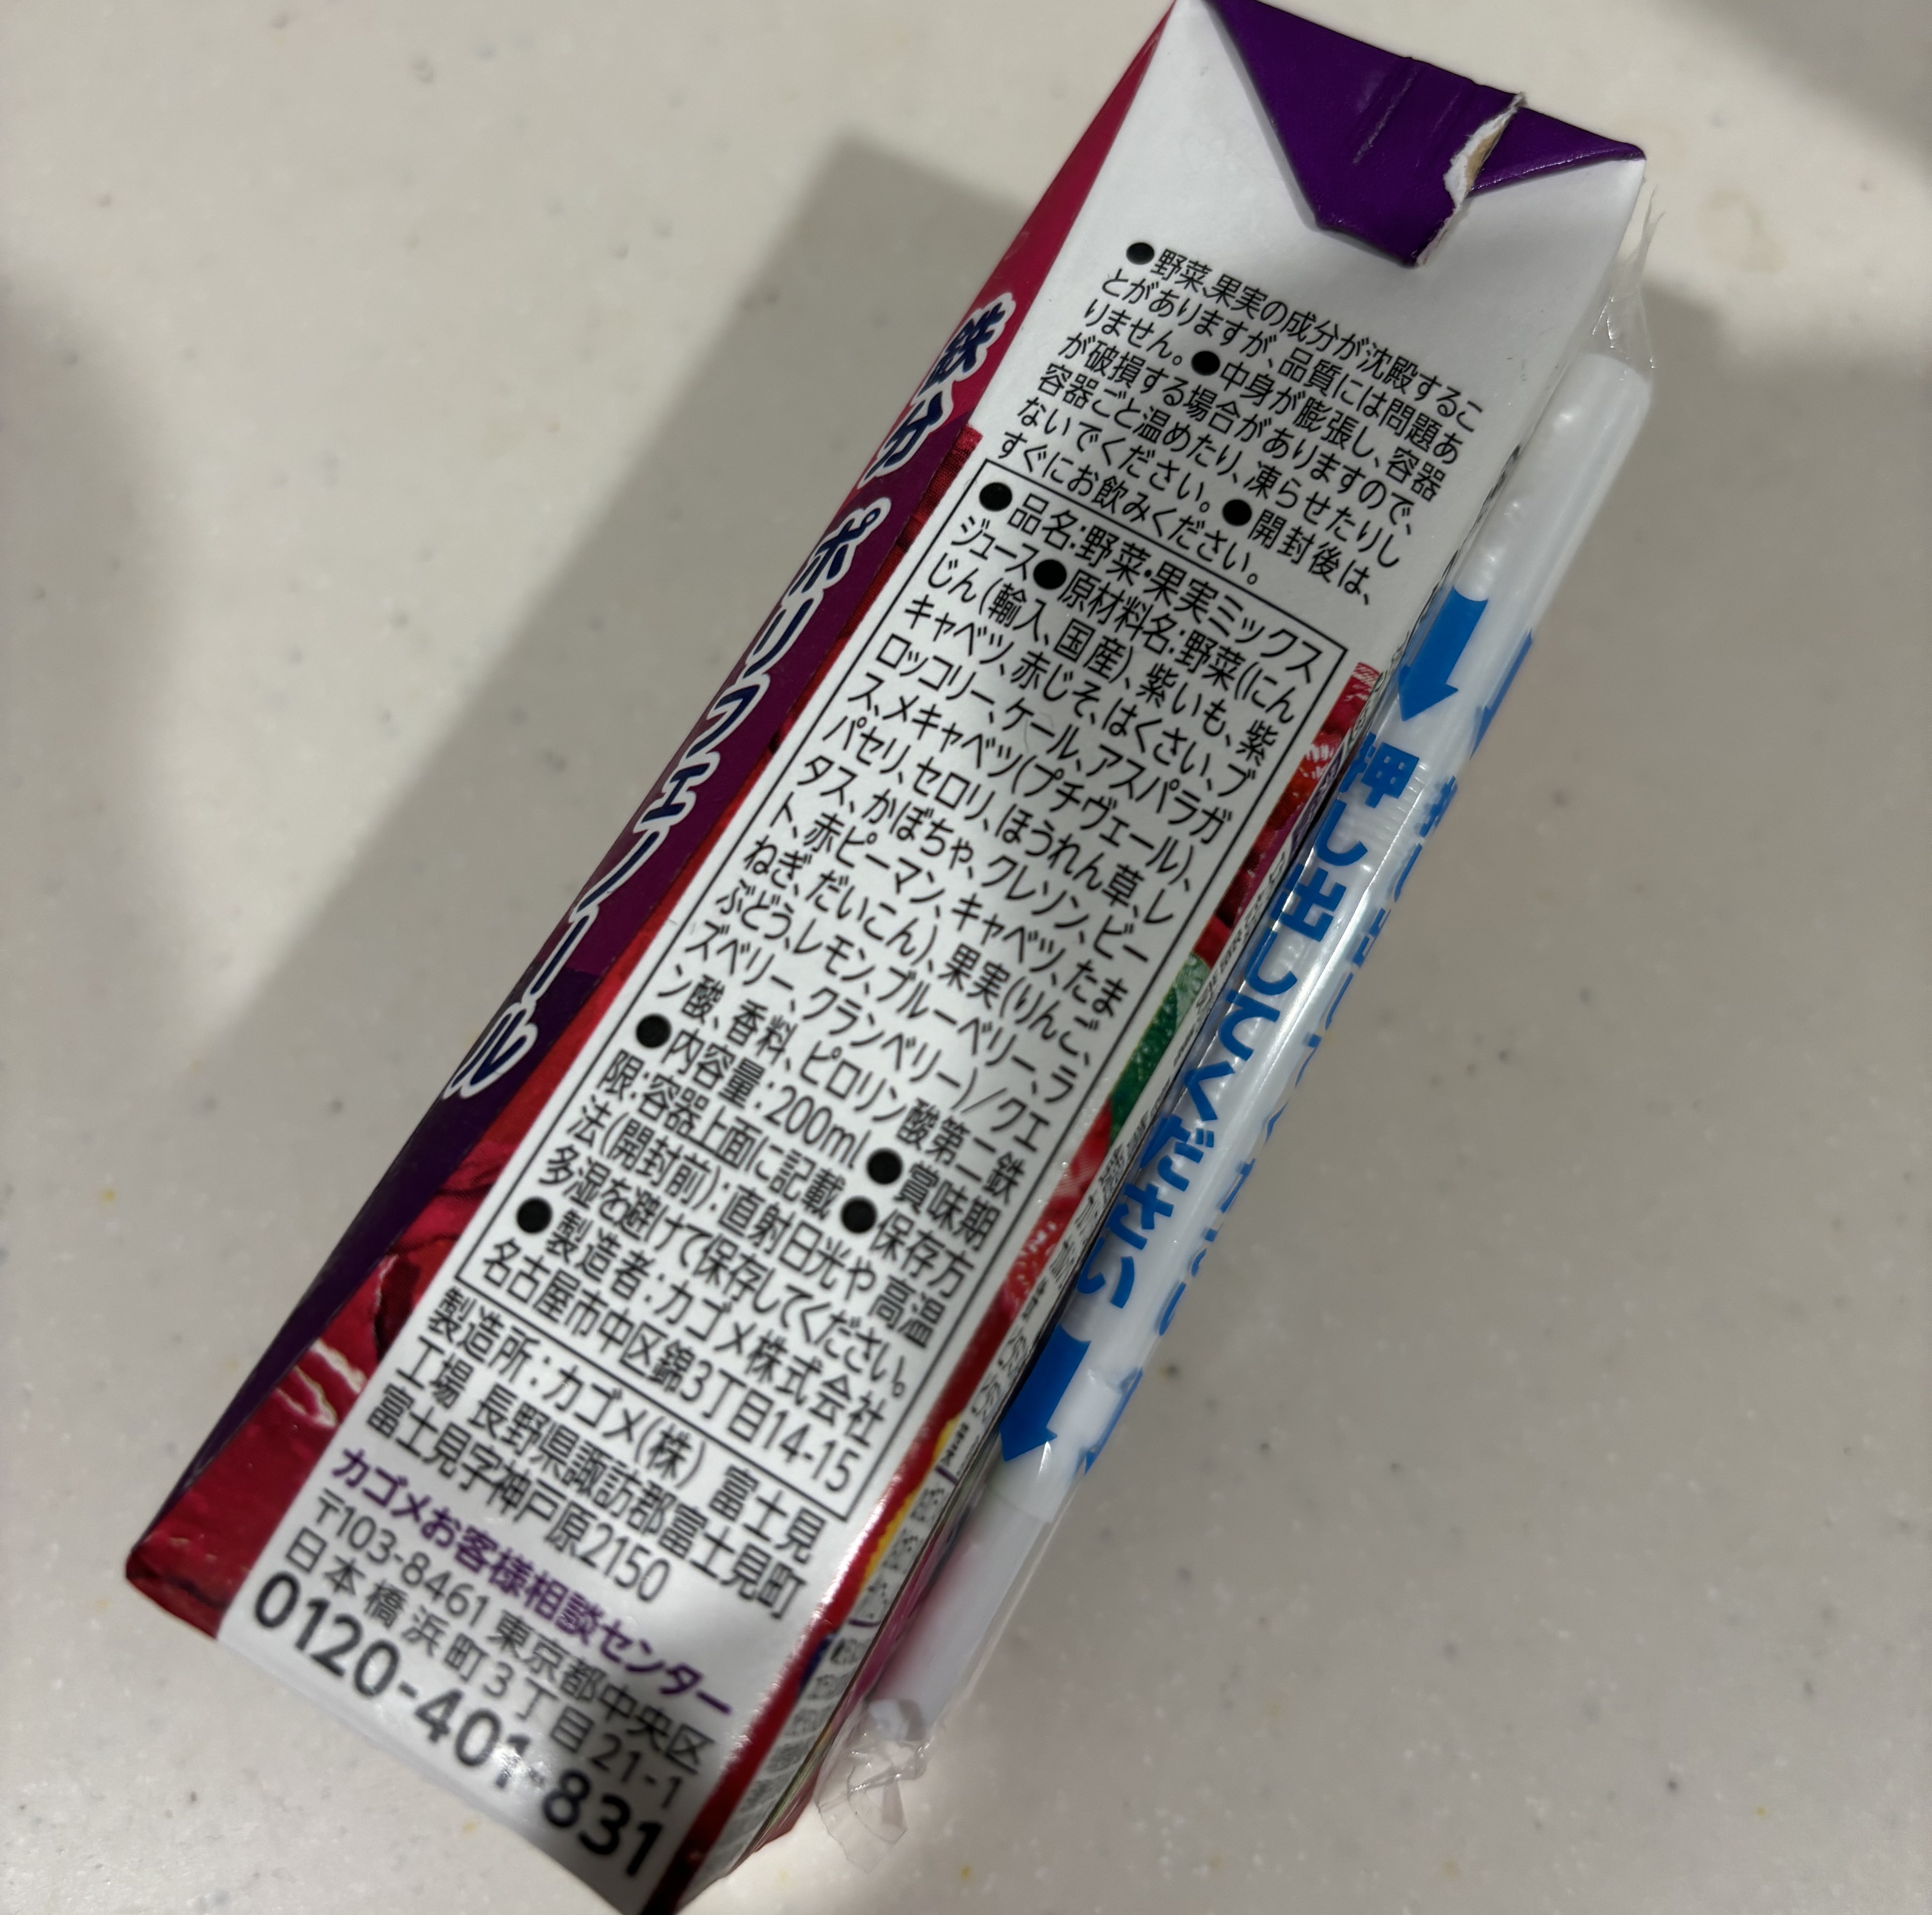 ●野菜、果実の成分が沈殿するこ
とがありますが、品質には問題あ
りません。●中身が膨張し、容器
が破損する場合がありますので、
容器ごと温めたり、凍らせたりし
ないでください。●開封後は、
すぐにお飲みください。
●品名:野菜・果実ミックス
ジュース●原材料名:野菜(にん
じん(輸入、国産)、紫いも、紫
キャベツ、赤じそ、はくさい、ブ
ロッコリー、ケール、アスパラガ
ス、メキャベツ(プチヴェール)、
パセリ、セロリ、ほうれん草、レ
タス、かぼちゃ、クレソン、ビー
ト、赤ピーマン、キャベツ、たま
ねぎ、だいこん)、果実(りんご、
ぶどう、レモン、ブルーベリー、ラ
ズベリー、クランベリー)/クエ
ン酸、香料、ピロリン酸第二鉄
●内容量:200ml●賞味期
限:容器上面に記載●保存方
法(開封前):直射日光や高温
多湿を避けて保存してください。
●製造者:カゴメ株式会社
名古屋市中区錦3丁目14-15
製造所:カゴメ(株) 富士見
工場 長野県諏訪郡富士見町
富士見字神戸原2150
カゴメお客様相談センター
〒103-8461 東京都中央区
日本橋浜町3丁目21-1
0120-401-831
鉄分 ポリフェノール
押し出してください